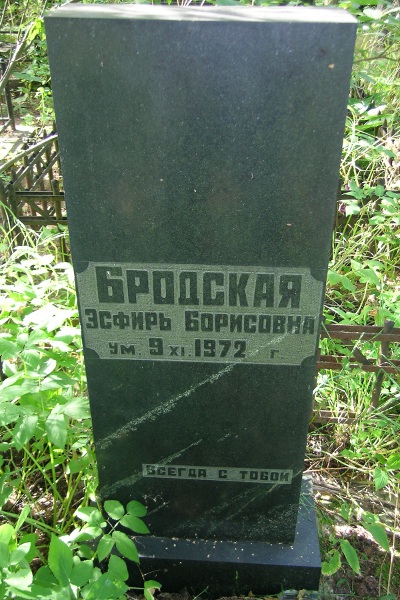 БРОДСКАЯ
ЭСФИРЬ БОРИСОВНА
УМ. 9 XI. 1972 Г.
ВСЕГДА С ТОБОЙ